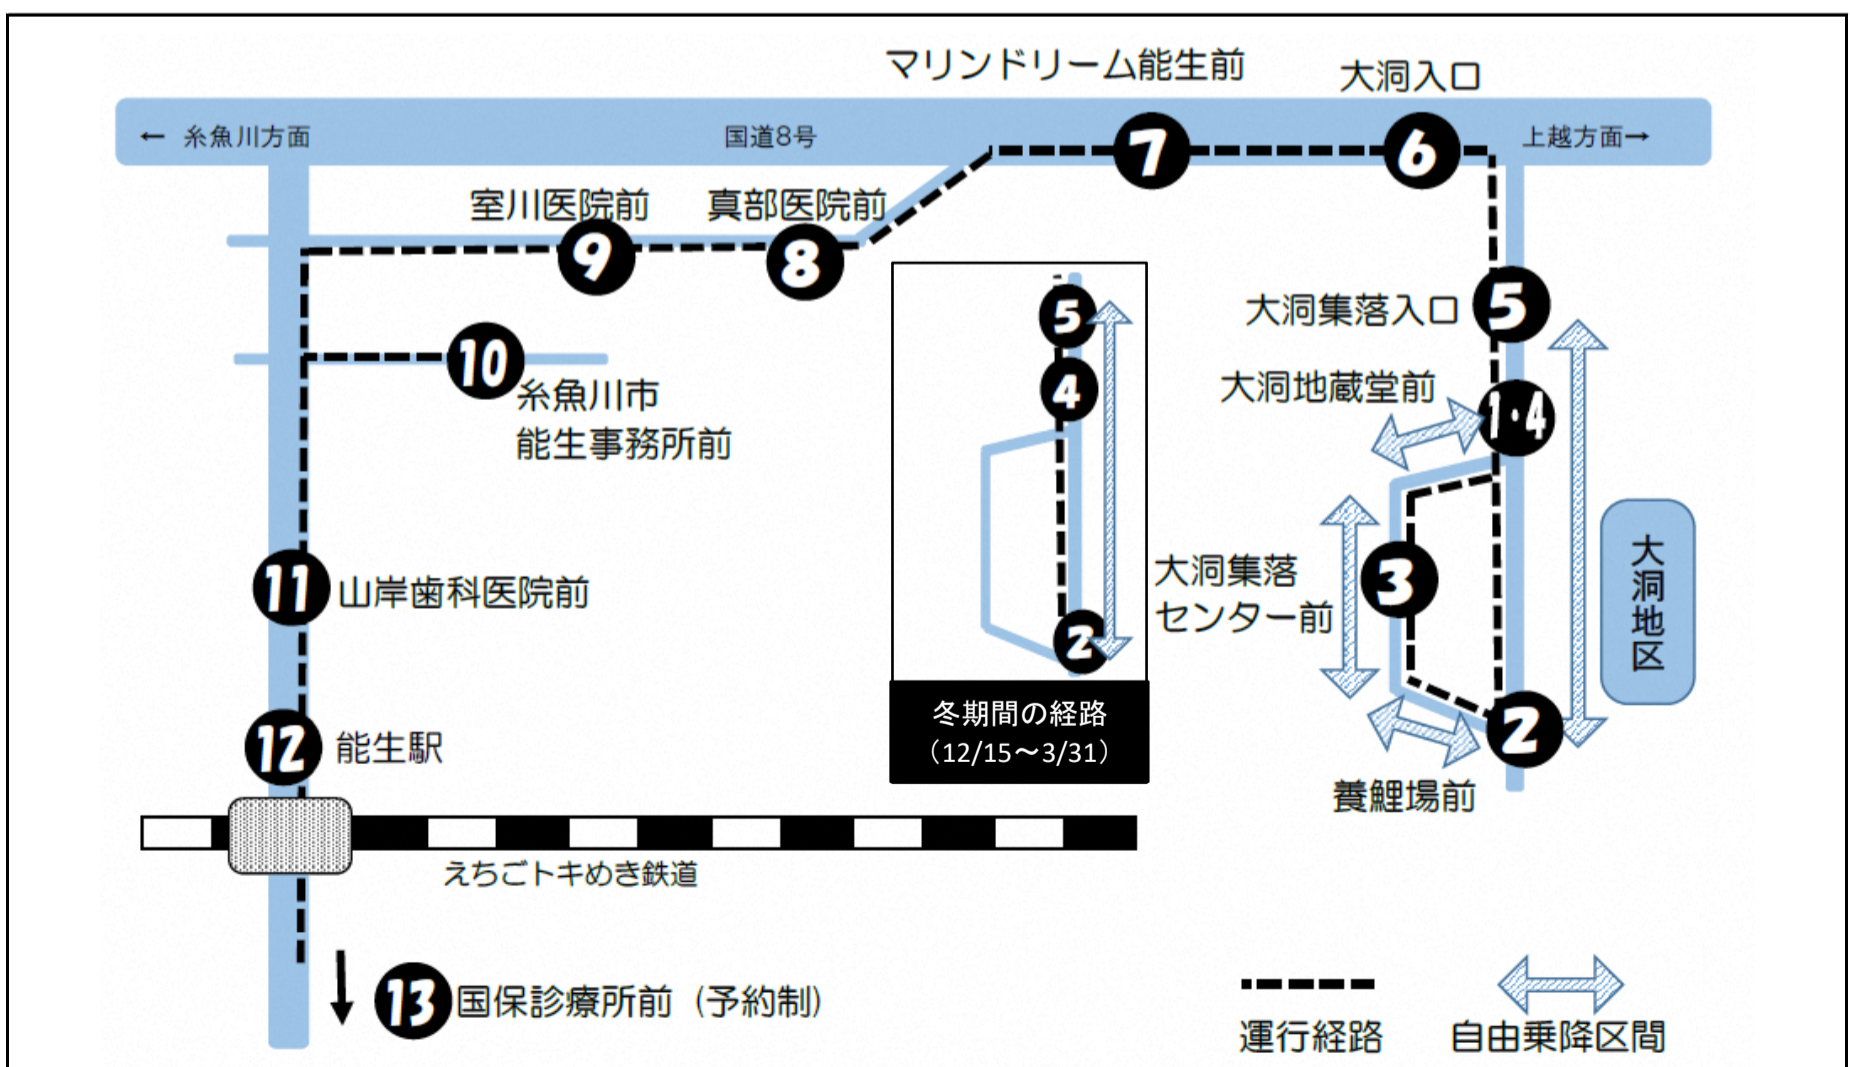 マリンドリーム能生前
大洞入口
← 糸魚川方面
国道8号
上越方面→
7
6
室川医院前
真部医院前
9
8
5
大洞集落入口
5
10
糸魚川市
能生事務所前
4
大洞地蔵堂前
1・4
11
山岸歯科医院前
大洞集落
センター前
3
大洞地区
2
冬期間の経路
（12/15～3/31）
12
能生駅
2
養鯉場前
えちごトキめき鉄道
13
国保診療所前（予約制）
運行経路
自由乗降区間